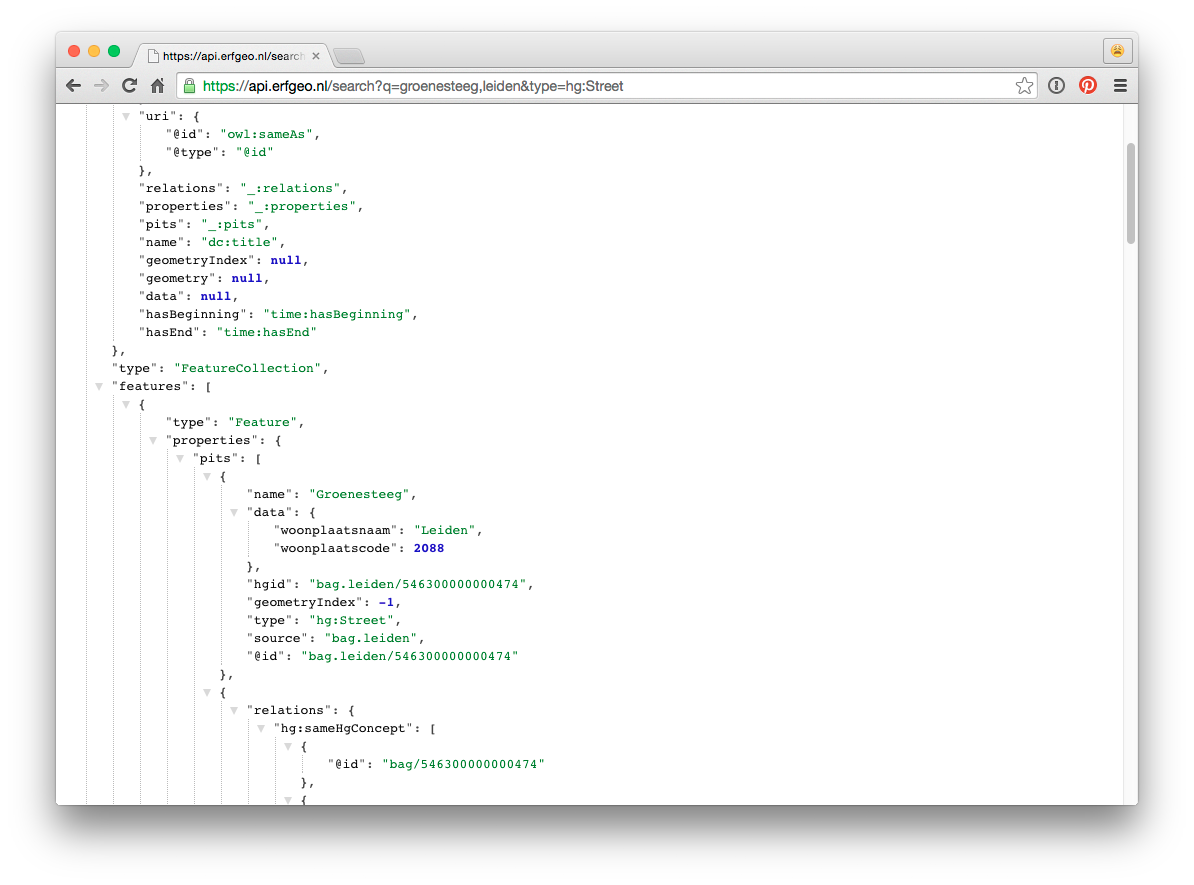 https://api.erfgeo.nl/search
https://api.erfgeo.nl/search?q=groenesteeg,leiden&type=hg:Street
"uri": {
"@id": "owl:sameAs",
"@type": "@id"
},
"relations": "_:relations",
"properties": "_:properties",
"pits": "_:pits",
"name": "dc:title",
"geometryIndex": null,
"geometry": null,
"data": null,
"hasBeginning": "time:hasBeginning",
"hasEnd": "time:hasEnd"
},
"type": "FeatureCollection",
"features": [
{
"type": "Feature",
"properties": {
"pits": [
{
"name": "Groenesteeg",
"data": {
"woonplaatsnaam": "Leiden",
"woonplaatscode": 2088
},
"hgid": "bag.leiden/546300000000474",
"geometryIndex": -1,
"type": "hg:Street",
"source": "bag.leiden",
"@id": "bag.leiden/546300000000474"
},
{
"relations": {
"hg:sameHgConcept": [
{
"@id": "bag/546300000000474"
},
{